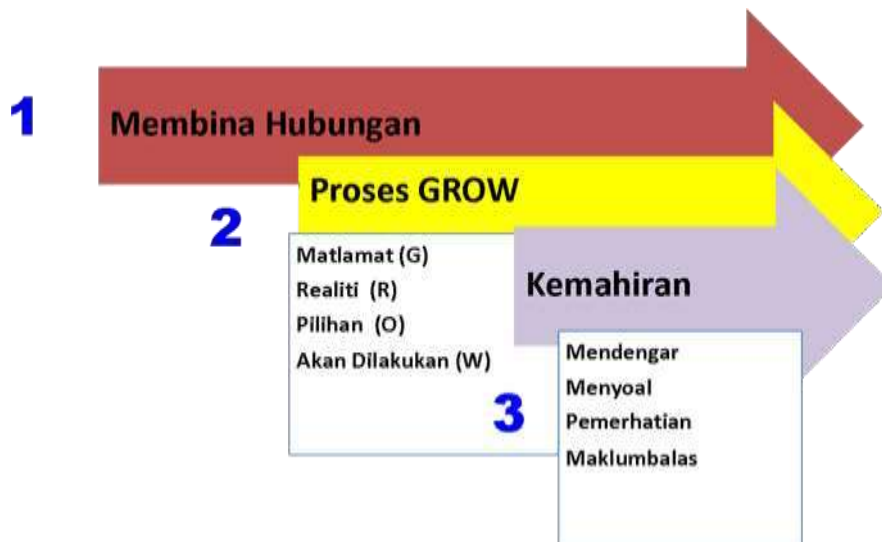 1
Membina Hubungan
2
Proses GROW
Matlamat (G)
Realiti (R)
Pilihan (O)
Akan Dilakukan (W)
3
Kemahiran
Mendengar
Menyoal
Pemerhatian
Maklumbalas